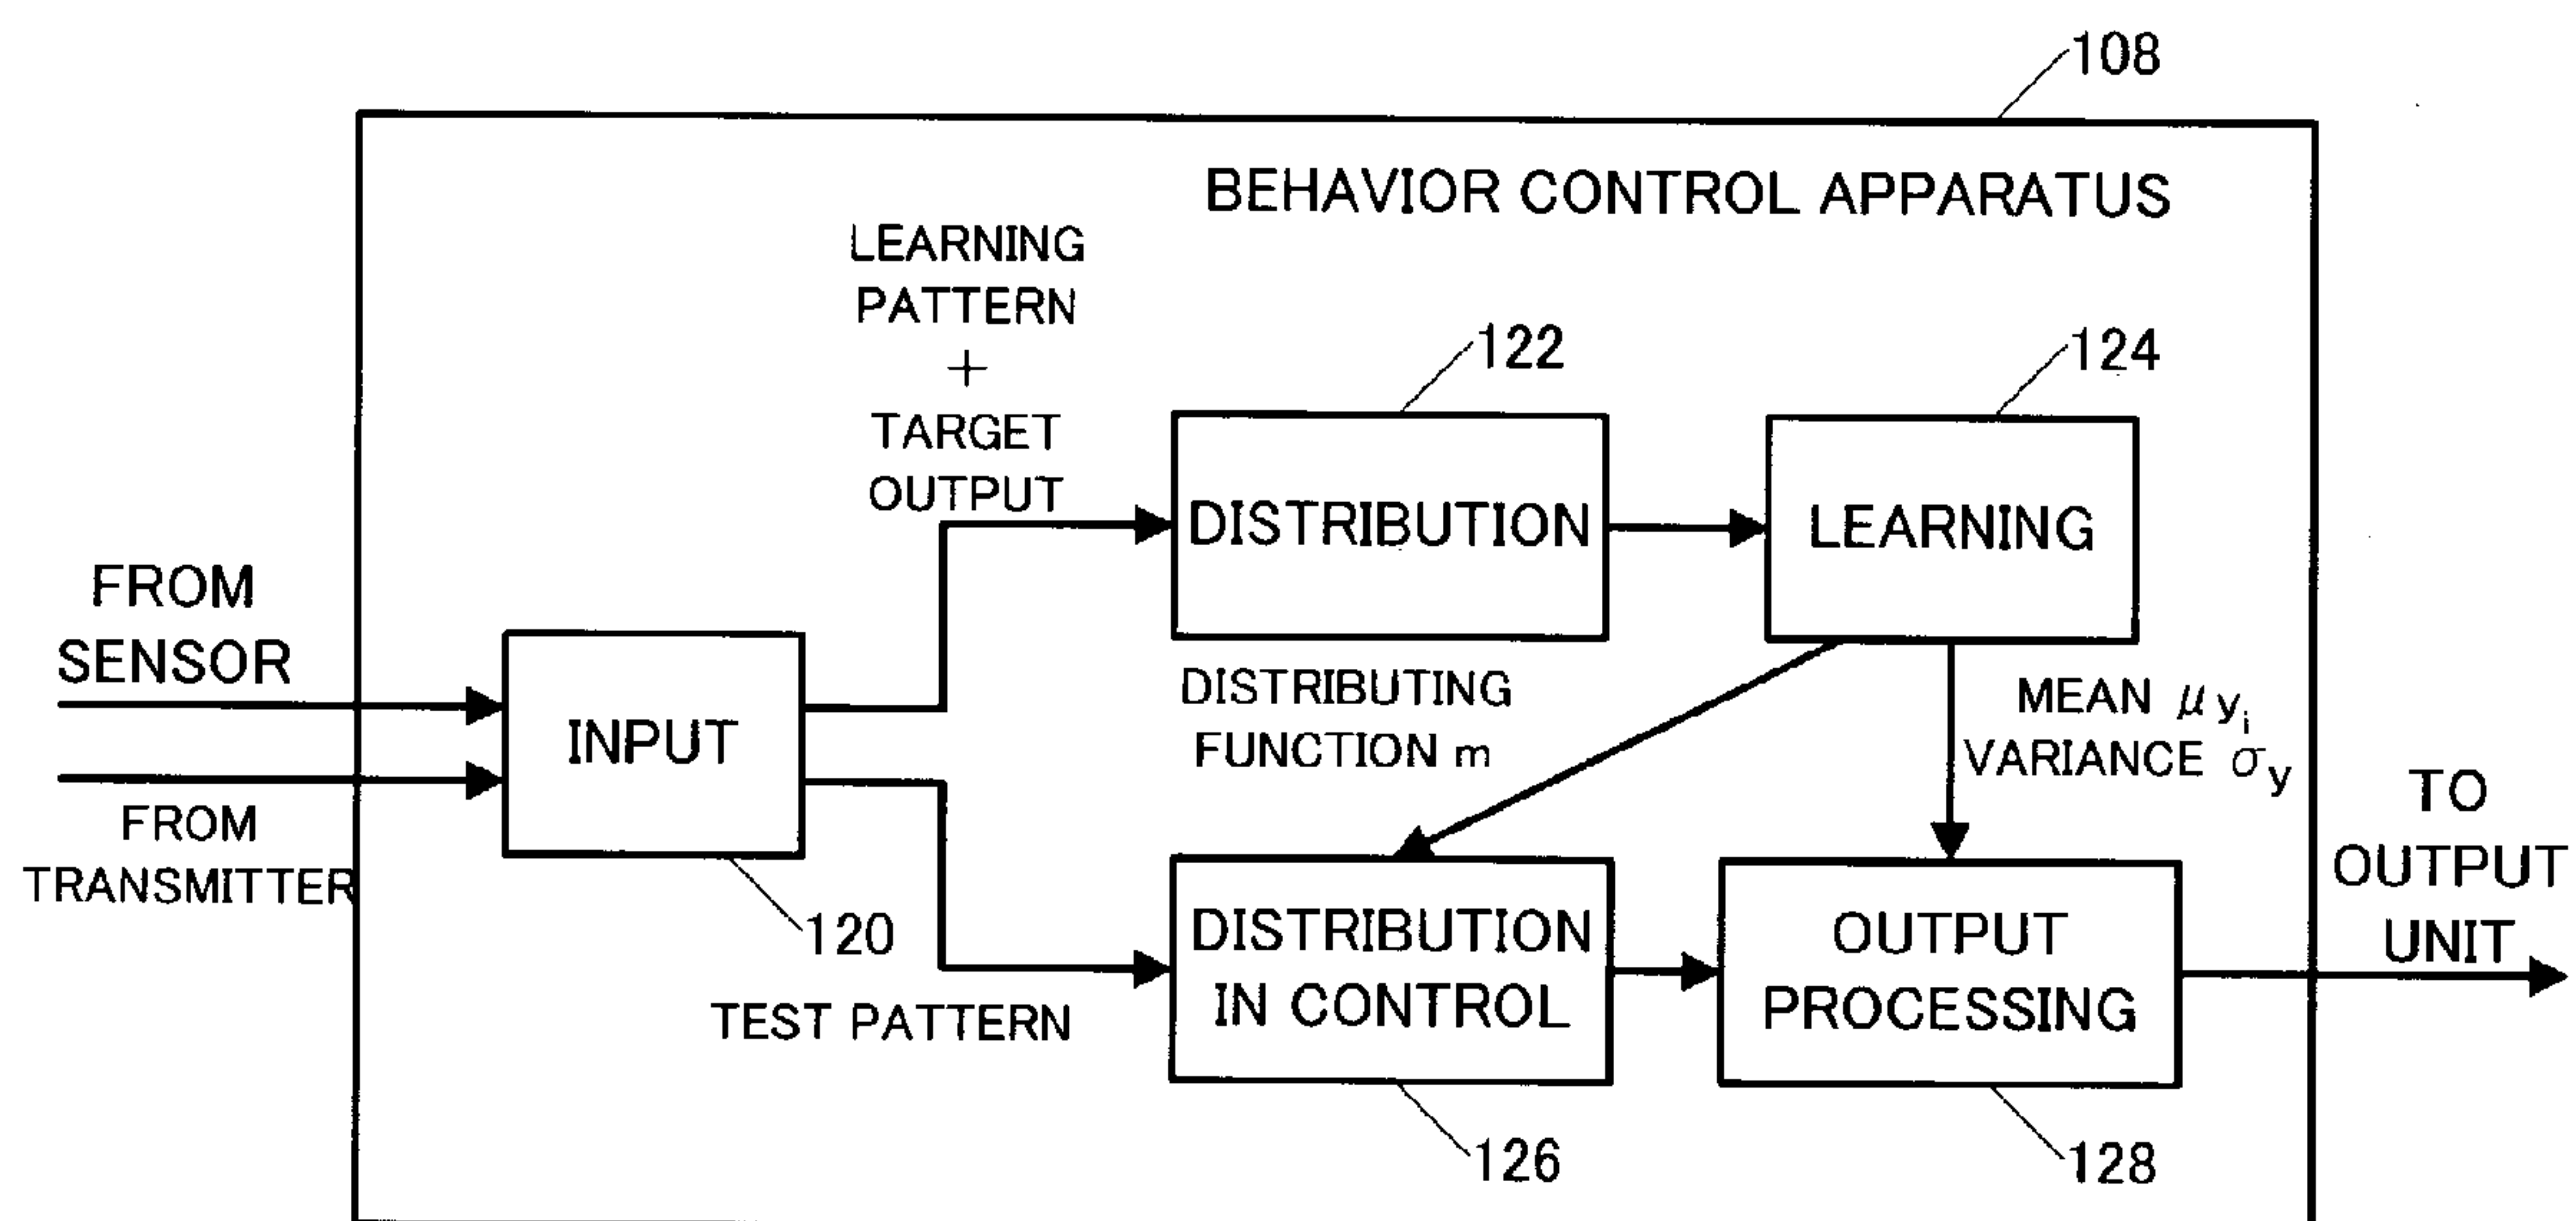 108
BEHAVIOR CONTROL APPARATUS
LEARNING
PATTERN
+
TARGET
OUTPUT
122
124
DISTRIBUTION
LEARNING
FROM
SENSOR
INPUT
FROM
TRANSMITTER
120
DISTRIBUTING
FUNCTION m
MEAN μ yᵢ
VARIANCE σy
TEST PATTERN
DISTRIBUTION
IN CONTROL
126
OUTPUT
PROCESSING
128
TO
OUTPUT
UNIT